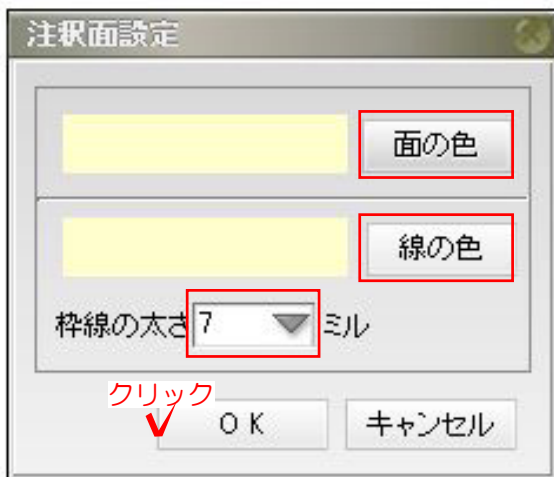 注釈面設定
面の色
線の色
枠線の太さ 7 ミル
クリック
ＯＫ キャンセル